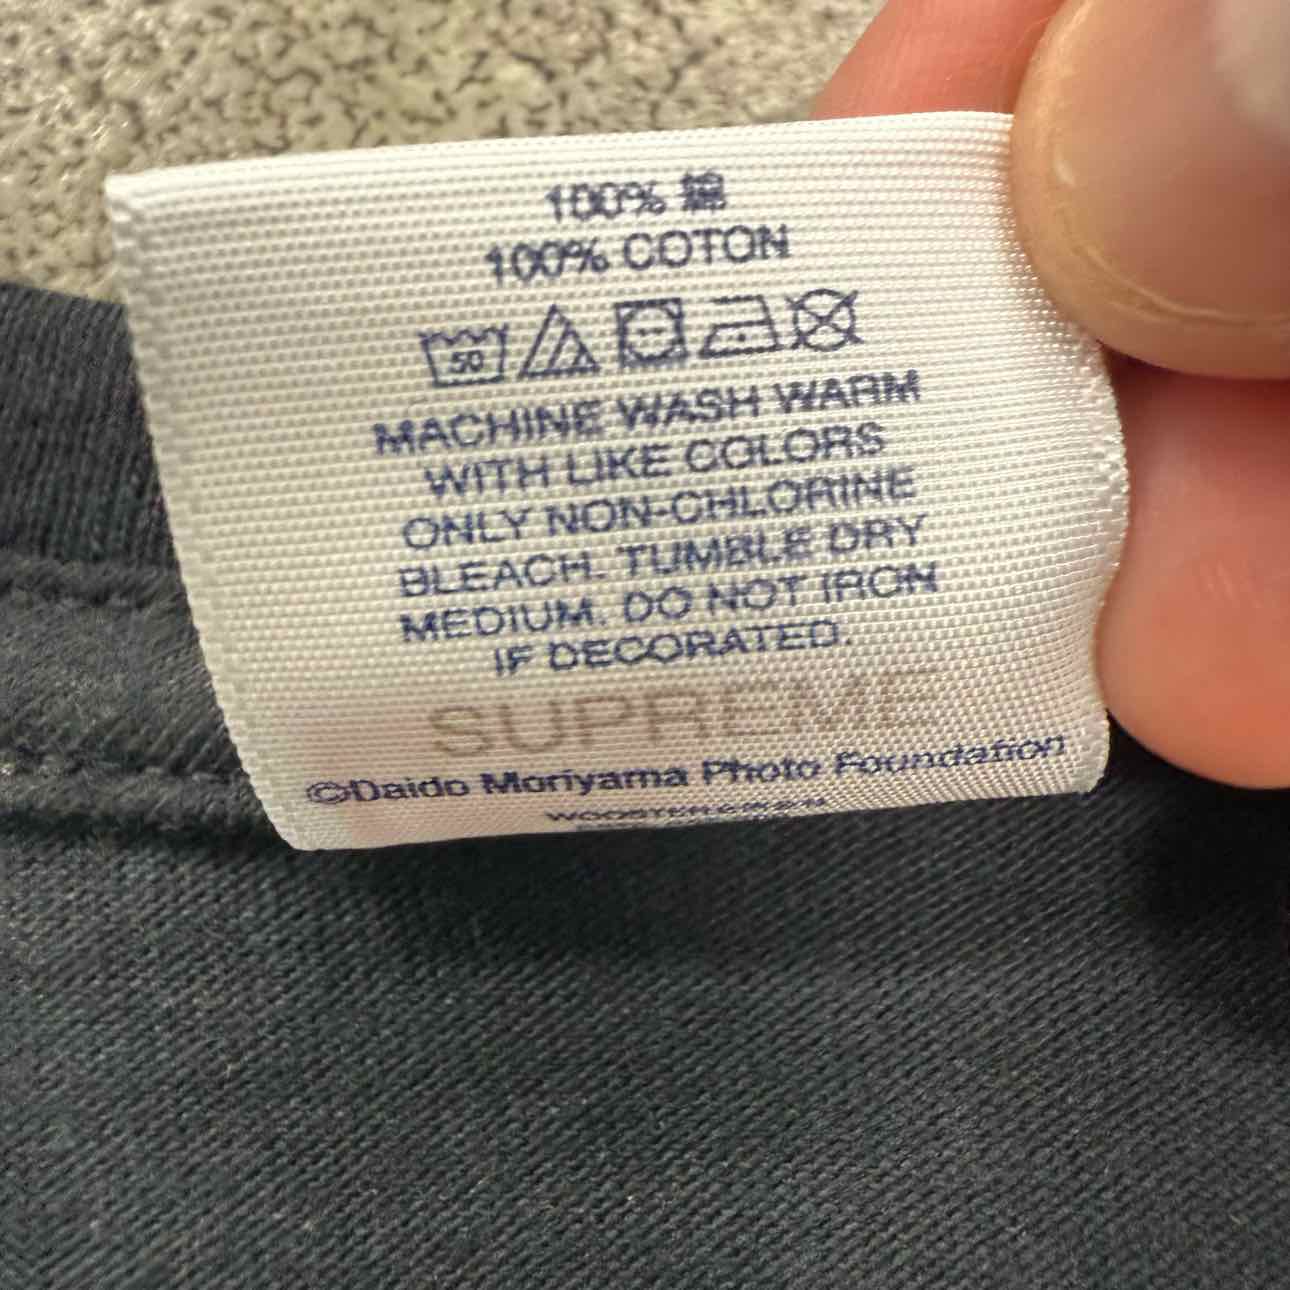 100% 綿
100% COTON
50
MACHINE WASH WARM
WITH LIKE COLORS
ONLY NON-CHLORINE
BLEACH. TUMBLE DRY
MEDIUM. DO NOT IRON
IF DECORATED.
SUPREME
©Daido Moriyama Photo Foundation